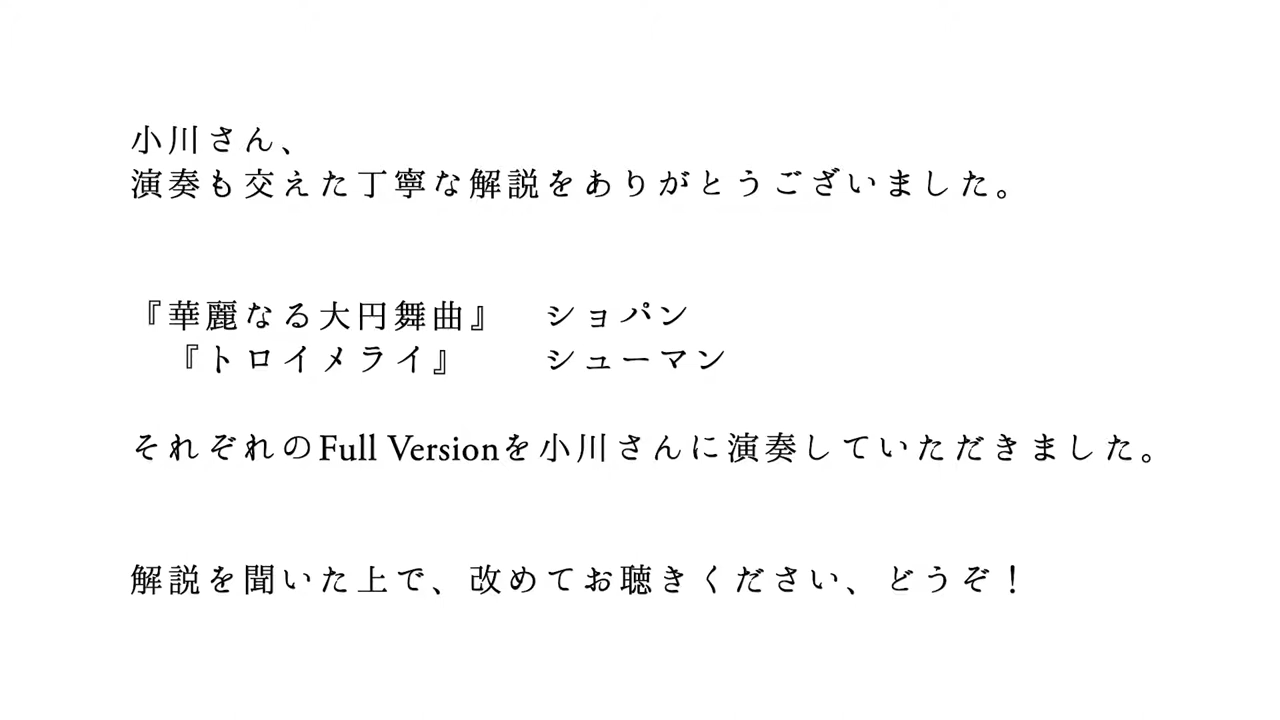 小川さん、
演奏も交えた丁寧な解説をありがとうございました。
『華麗なる大円舞曲』　ショパン
『トロイメライ』　シューマン
それぞれのFull Versionを小川さんに演奏していただきました。
解説を聞いた上で、改めてお聴きください、どうぞ！